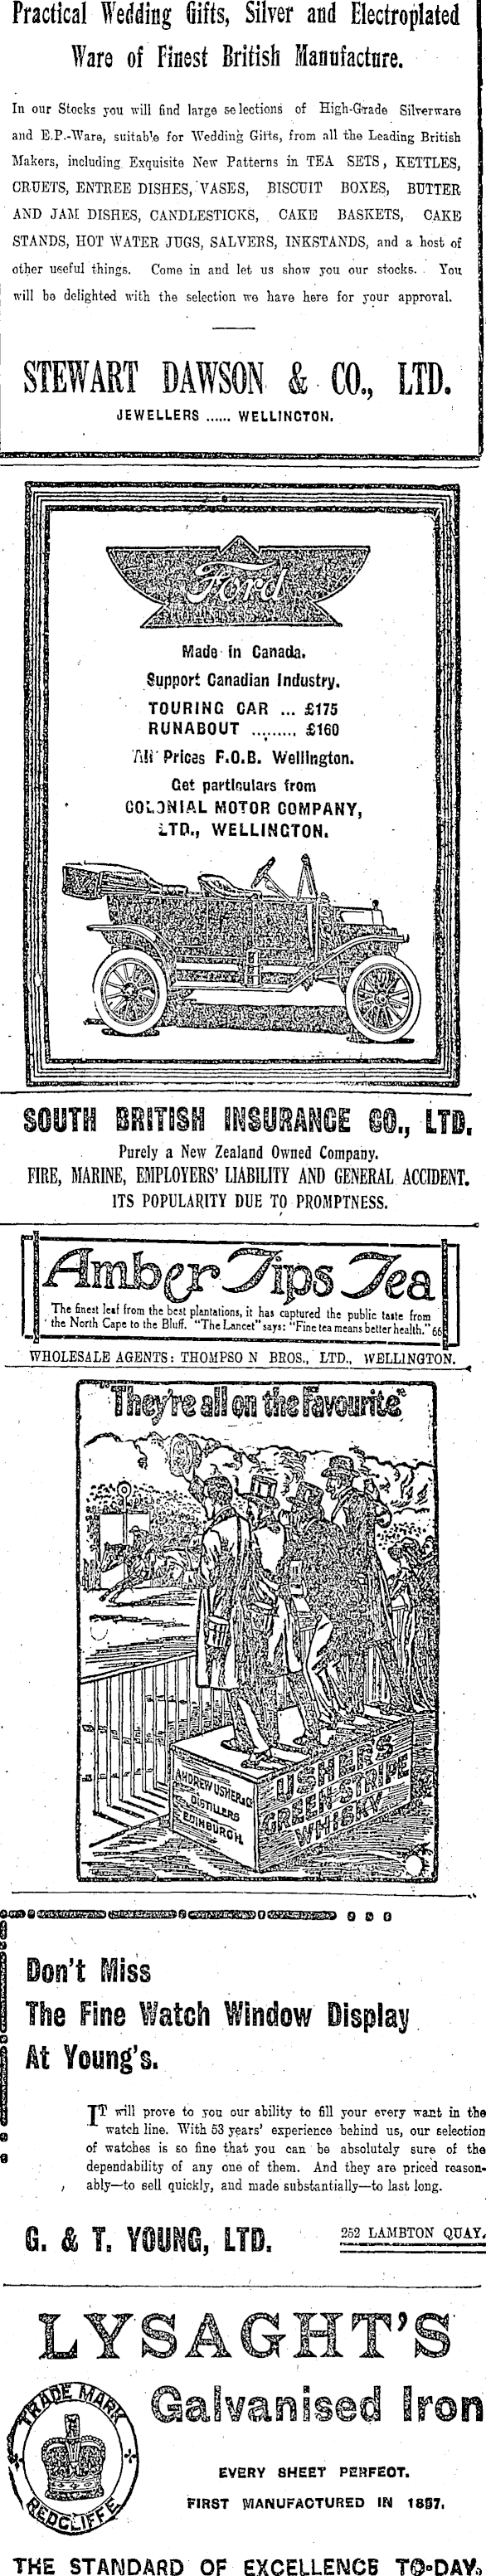 Practical Wedding Gifts, Silver and Electroplated
Ware of Finest British Manufacture.
In our Stocks you will find large selections of High-Grade Silverware
and E.P.-Ware, suitable for Wedding Gifts, from all the Leading British
Makers, including Exquisite New Patterns in TEA SETS, KETTLES,
CRUETS, ENTREE DISHES, VASES, BISCUIT BOXES, BUTTER
AND JAM DISHES, CANDLESTICKS, CAKE BASKETS, CAKE
STANDS, HOT WATER JUGS, SALVERS, INKSTANDS, and a host of
other useful things. Come in and let us show you our stocks. You
will be delighted with the selection we have here for your approval.
STEWART DAWSON & CO., LTD.
JEWELLERS ...... WELLINGTON.
Ford
Made in Canada.
Support Canadian Industry.
TOURING CAR ... £175
RUNABOUT ......... £160
All Prices F.O.B. Wellington.
Get particulars from
COLONIAL MOTOR COMPANY,
LTD., WELLINGTON.
SOUTH BRITISH INSURANCE CO., LTD.
Purely a New Zealand Owned Company.
FIRE, MARINE, EMPLOYERS' LIABILITY AND GENERAL ACCIDENT.
ITS POPULARITY DUE TO PROMPTNESS.
Amber Tips Tea
The finest leaf from the best plantations, it has captured the public taste from
the North Cape to the Bluff. "The Lancet" says: "Fine tea means better health." 66
WHOLESALE AGENTS: THOMPSON BROS., LTD., WELLINGTON.
"They're all on the Favourite"
ANDREW USHER & C
DISTILLERS
EDINBURGH
USHER'S
GREEN STRIPE
WHISKY
Don't Miss
The Fine Watch Window Display
At Young's.
IT will prove to you our ability to fill your every want in the
watch line. With 53 years' experience behind us, our selection
of watches is so fine that you can be absolutely sure of the
dependability of any one of them. And they are priced reason-
ably—to sell quickly, and made substantially—to last long.
G. & T. YOUNG, LTD. 252 LAMBTON QUAY.
LYSAGHT'S
Galvanised Iron
TRADE MARK
REDCLIFFE
EVERY SHEET PERFECT.
FIRST MANUFACTURED IN 1857.
THE STANDARD OF EXCELLENCE TO-DAY.